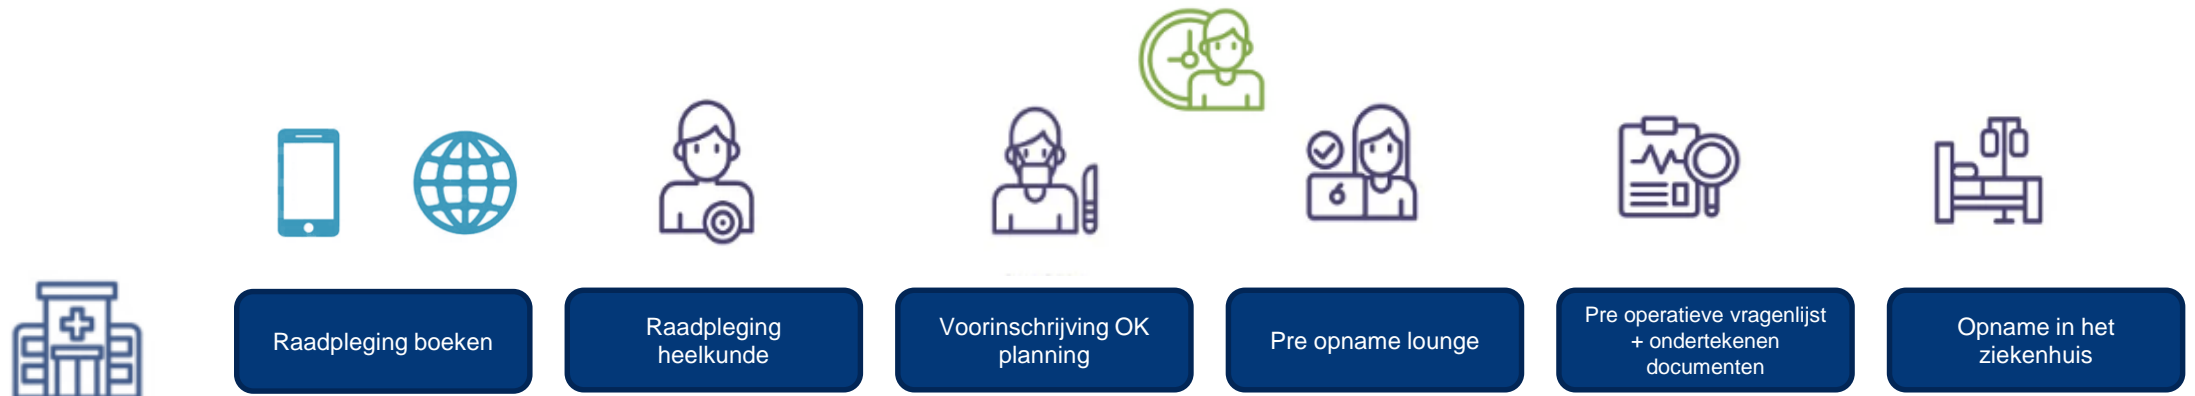 Raadpleging boeken
Raadpleging
heelkunde
Voorinschrijving OK
planning
Pre opname lounge
Pre operatieve vragenlijst
+ ondertekenen
documenten
Opname in het
ziekenhuis